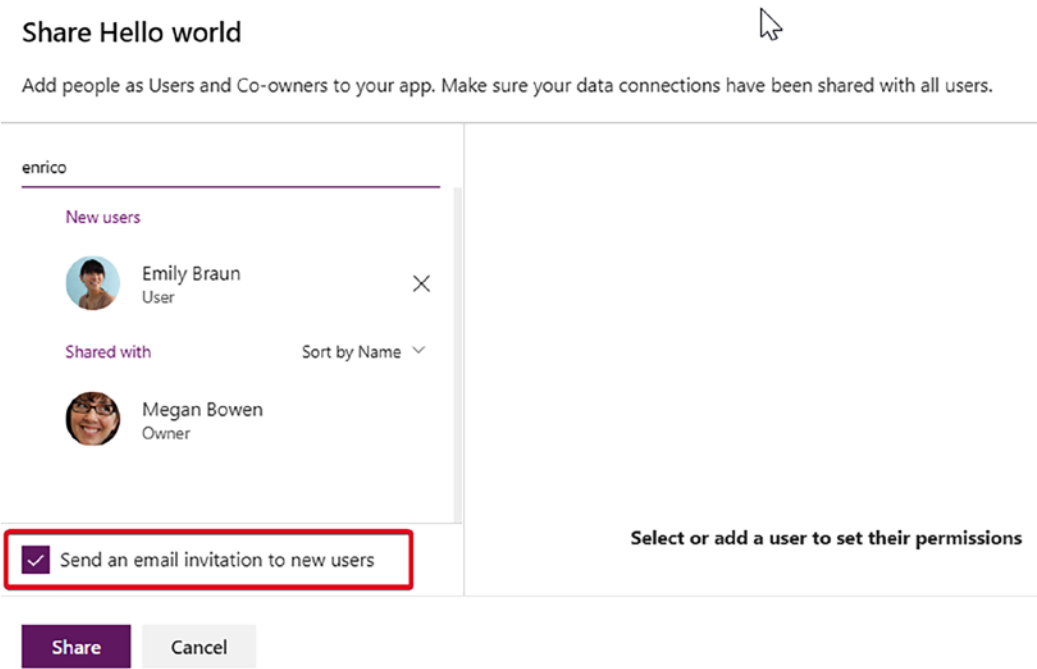 Share Hello world
Add people as Users and Co-owners to your app. Make sure your data connections have been shared with all users.
enrico
New users
Emily Braun
User
Shared with
Sort by Name
Megan Bowen
Owner
Send an email invitation to new users
Select or add a user to set their permissions
Share
Cancel